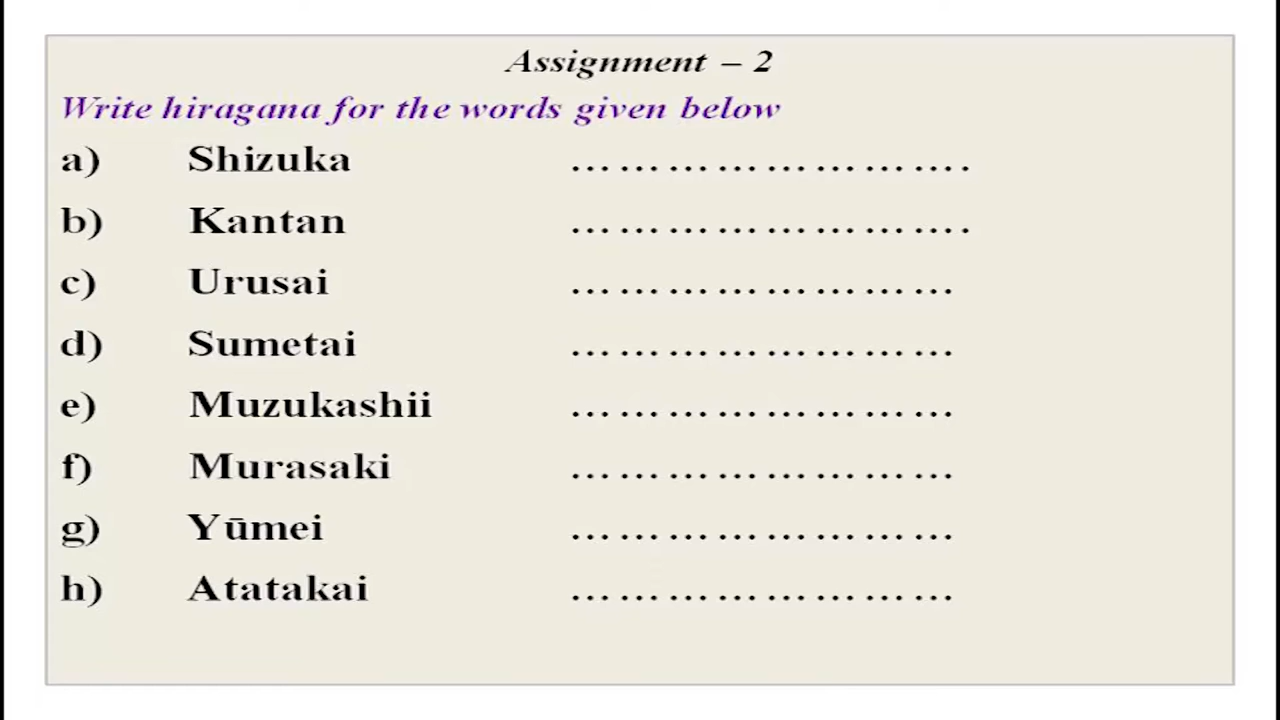 Assignment – 2
Write hiragana for the words given below
a) Shizuka ……………………….
b) Kantan ……………………….
c) Urusai ………………………
d) Sumetai ………………………
e) Muzukashii ………………………
f) Murasaki ………………………
g) Yūmei ………………………
h) Atatakai ………………………